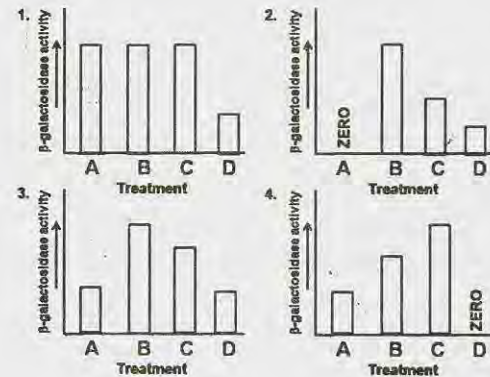 1.
β-galactosidase activity
A B C D
Treatment
2.
β-galactosidase activity
ZERO
B C D
Treatment
3.
β-galactosidase activity
A B C D
Treatment
4.
β-galactosidase activity
ZERO
A B C D
Treatment